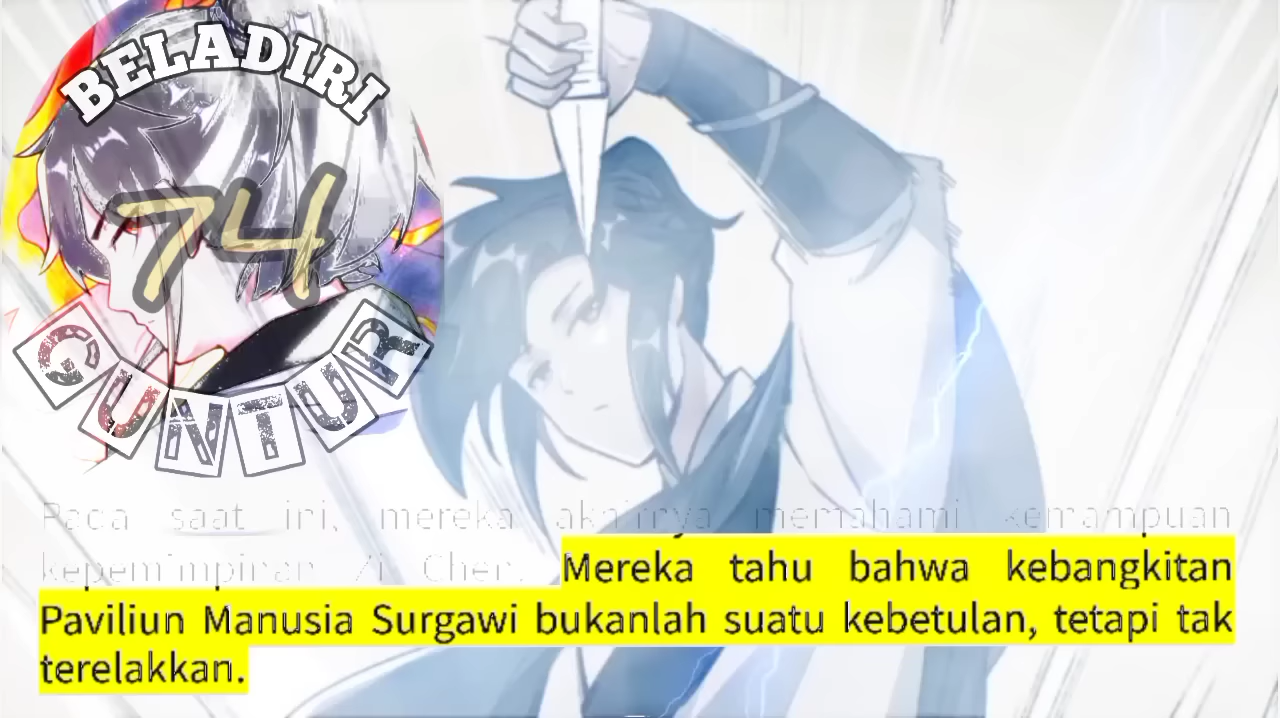 BELADIRI
74
GUNTUR
Pada saat ini, mereka akhirnya memahami kemampuan
kepemimpinan Zi Chen. Mereka tahu bahwa kebangkitan
Paviliun Manusia Surgawi bukanlah suatu kebetulan, tetapi tak
terelakkan.